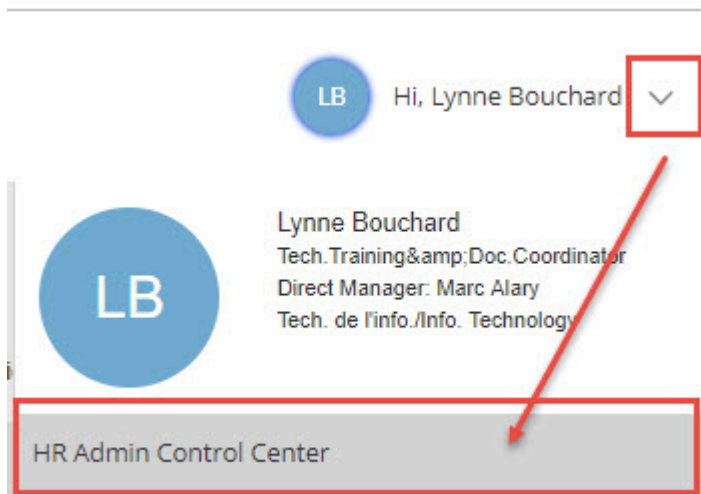 LB Hi, Lynne Bouchard
LB
Lynne Bouchard
Tech.Training&amp;Doc.Coordinator
Direct Manager: Marc Alary
Tech. de l'info./Info. Technology
HR Admin Control Center